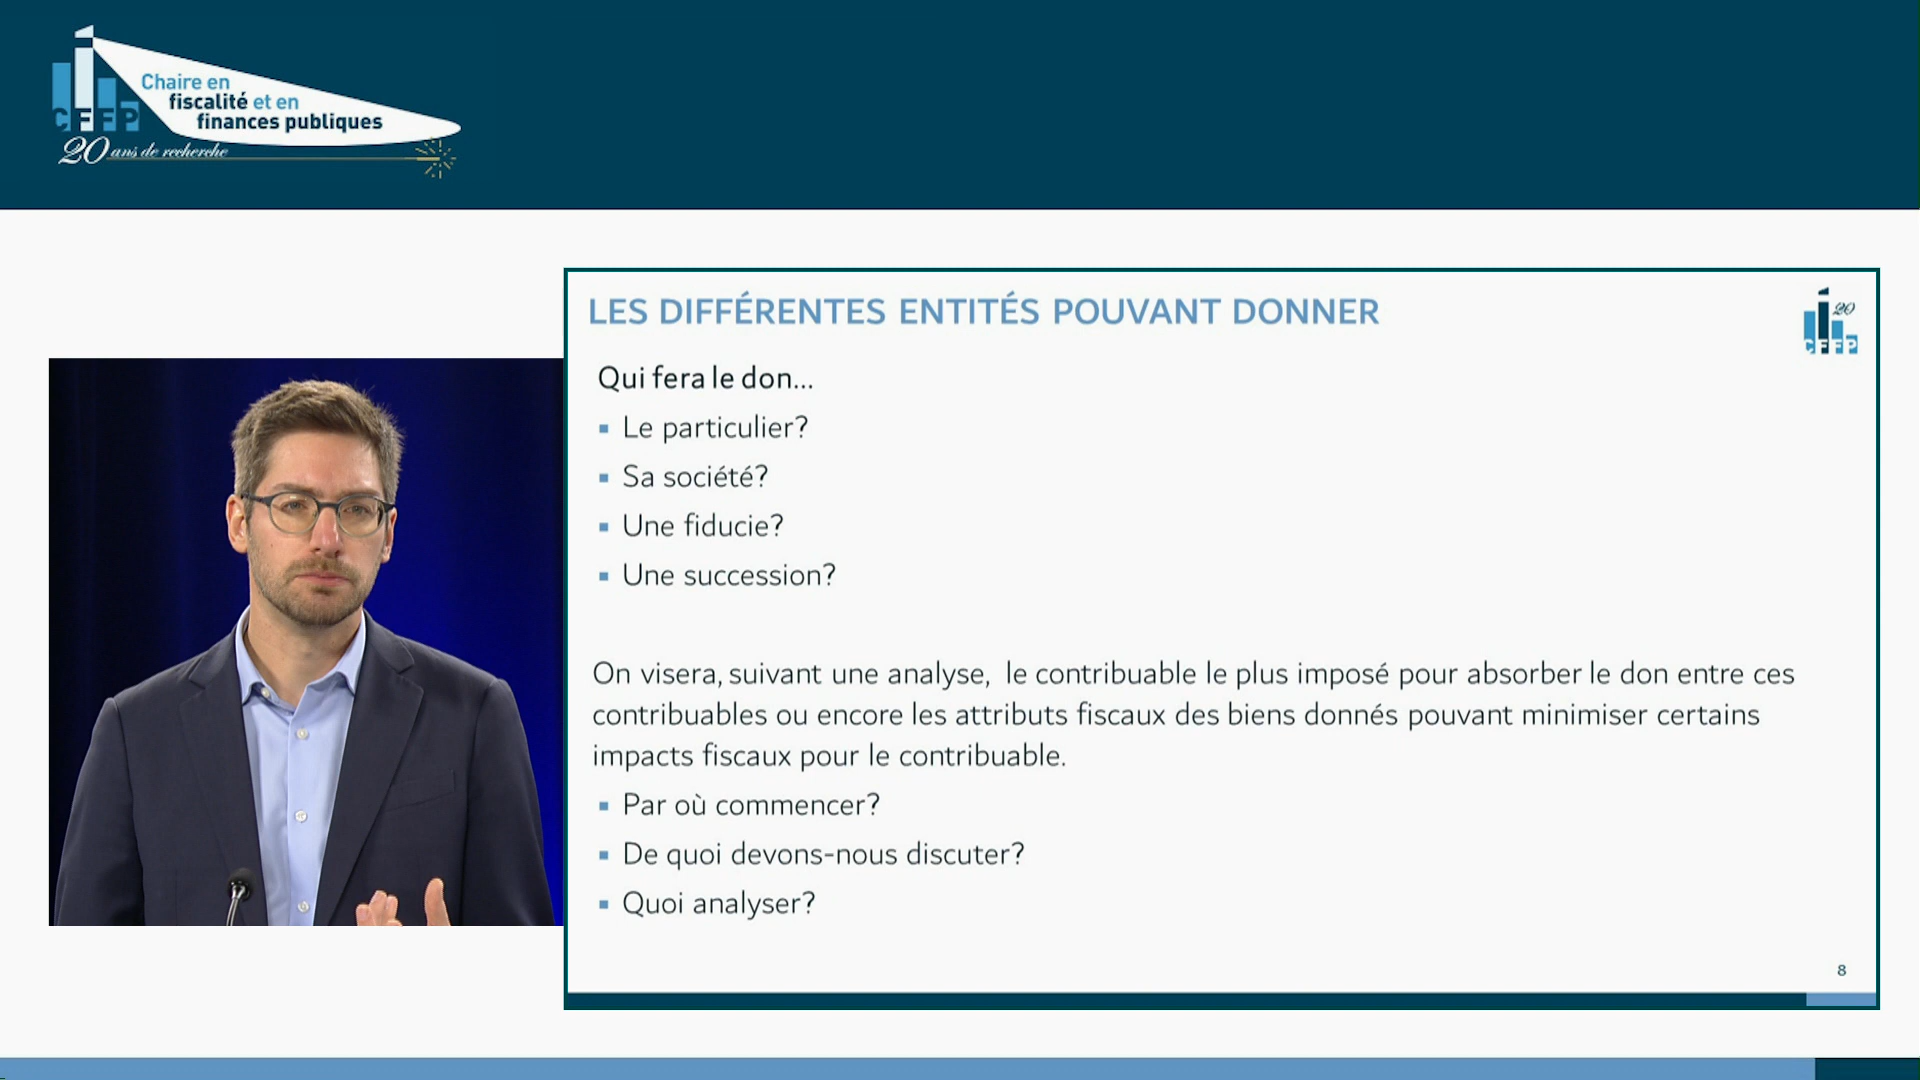 Chaire en
fiscalité et en
finances publiques
CFFP
20 ans de recherche
LES DIFFÉRENTES ENTITÉS POUVANT DONNER
20
CFFP
Qui fera le don...
▪ Le particulier?
▪ Sa société?
▪ Une fiducie?
▪ Une succession?
On visera, suivant une analyse, le contribuable le plus imposé pour absorber le don entre ces
contribuables ou encore les attributs fiscaux des biens donnés pouvant minimiser certains
impacts fiscaux pour le contribuable.
▪ Par où commencer?
▪ De quoi devons-nous discuter?
▪ Quoi analyser?
8